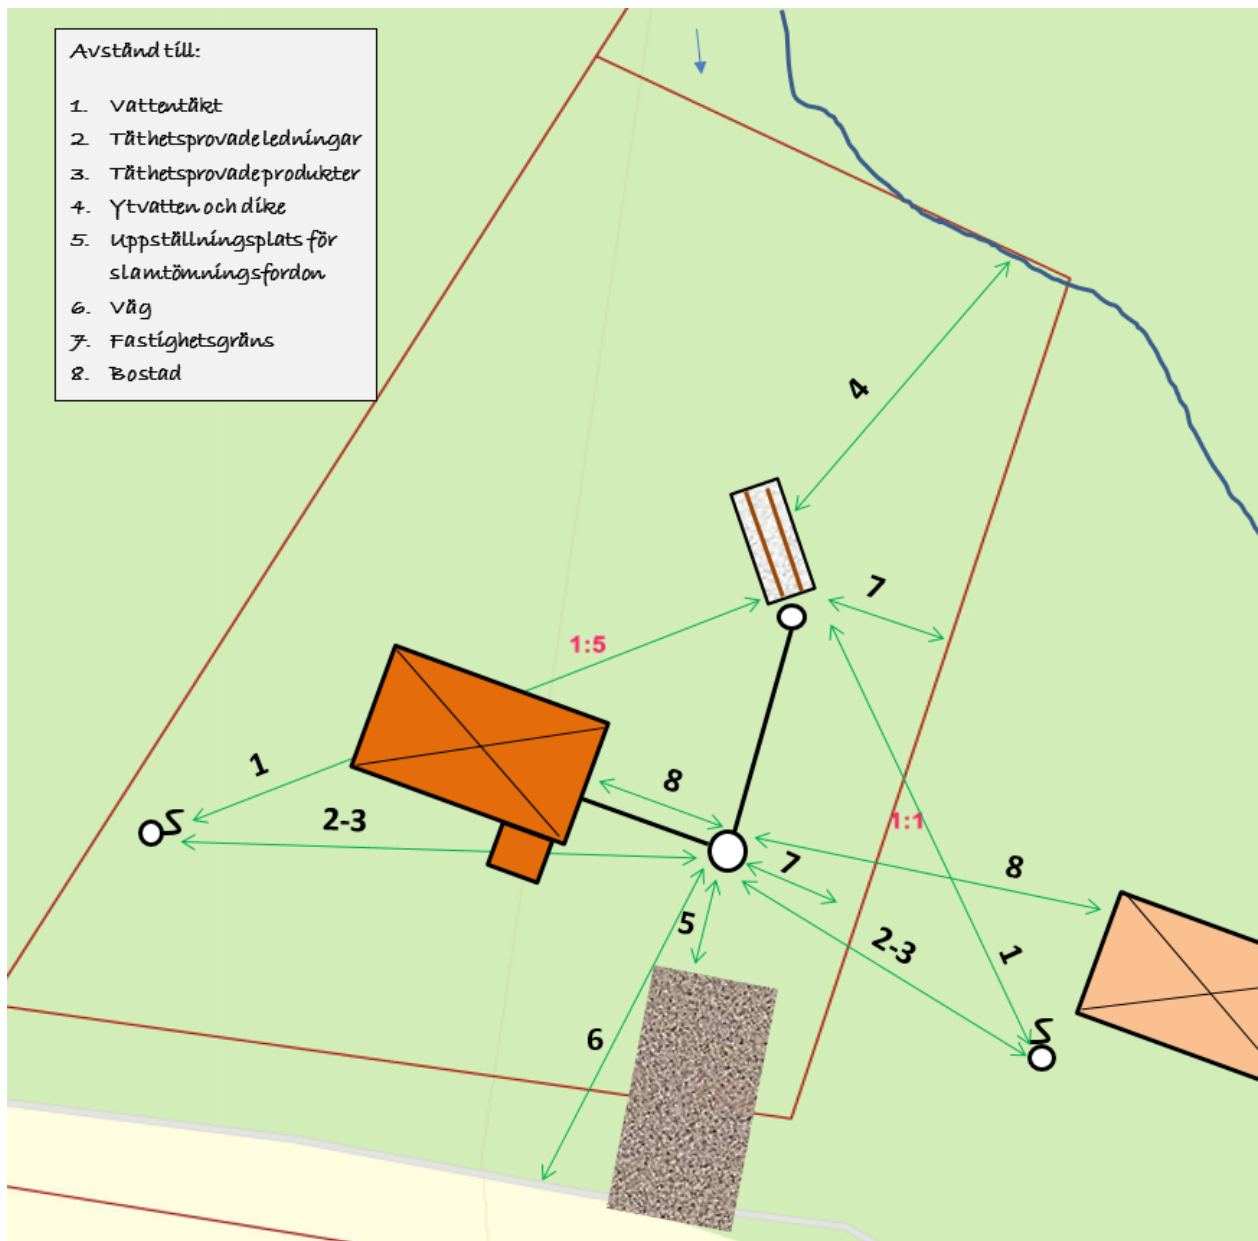 Avstånd till:
1. Vattentäkt
2. Täthetsprovade ledningar
3. Täthetsprovade produkter
4. Ytvatten och dike
5. Uppställningsplats för
slamtömningsfordon
6. Väg
7. Fastighetsgräns
8. Bostad
4
7
1:5
1
8
2-3
1:1
7
8
5
2-3
1
6